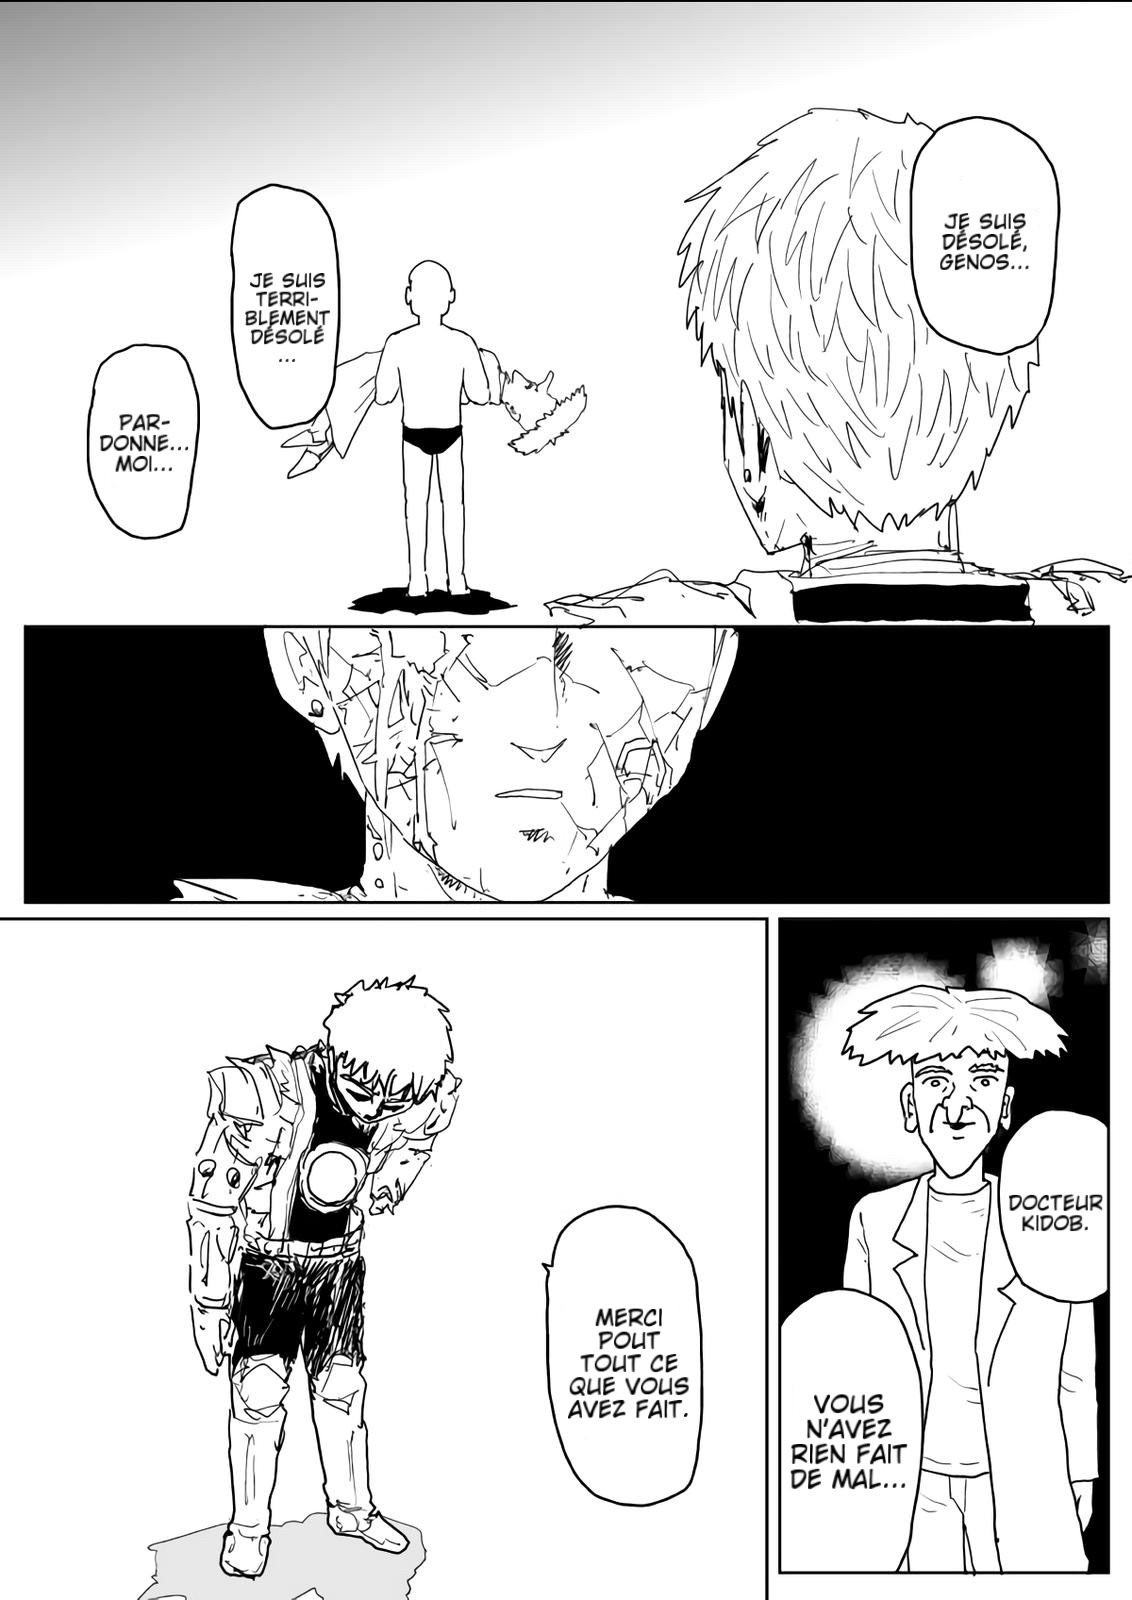 JE SUIS
DÉSOLÉ,
GENOS...
JE SUIS
TERRI-
BLEMENT
DÉSOLÉ
...
PAR-
DONNE...
MOI...
DOCTEUR
KIDOB.
VOUS
N'AVEZ
RIEN FAIT
DE MAL...
MERCI
POUT
TOUT CE
QUE VOUS
AVEZ FAIT.